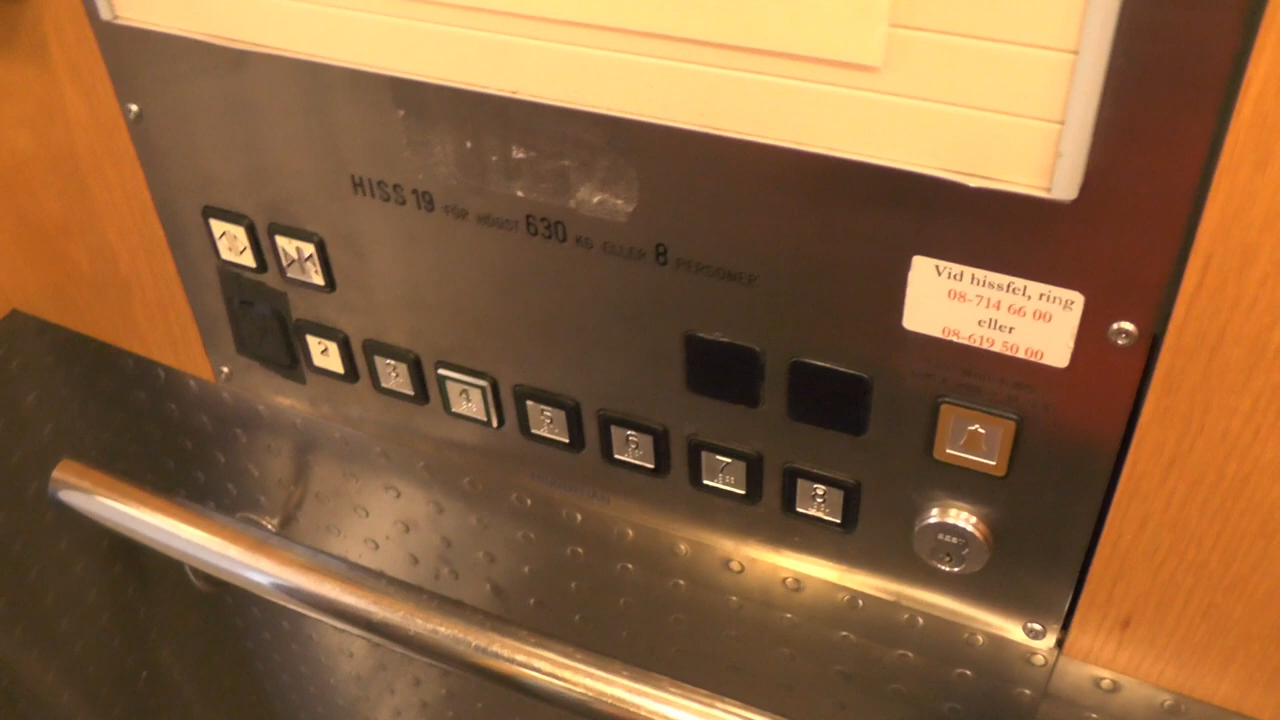 HISS 19 FÖR HÖGST 630 KG ELLER 8 PERSONER
Vid hissfel, ring
08-714 66 00
eller
08-619 50 00
2
3
4
5
6
7
8